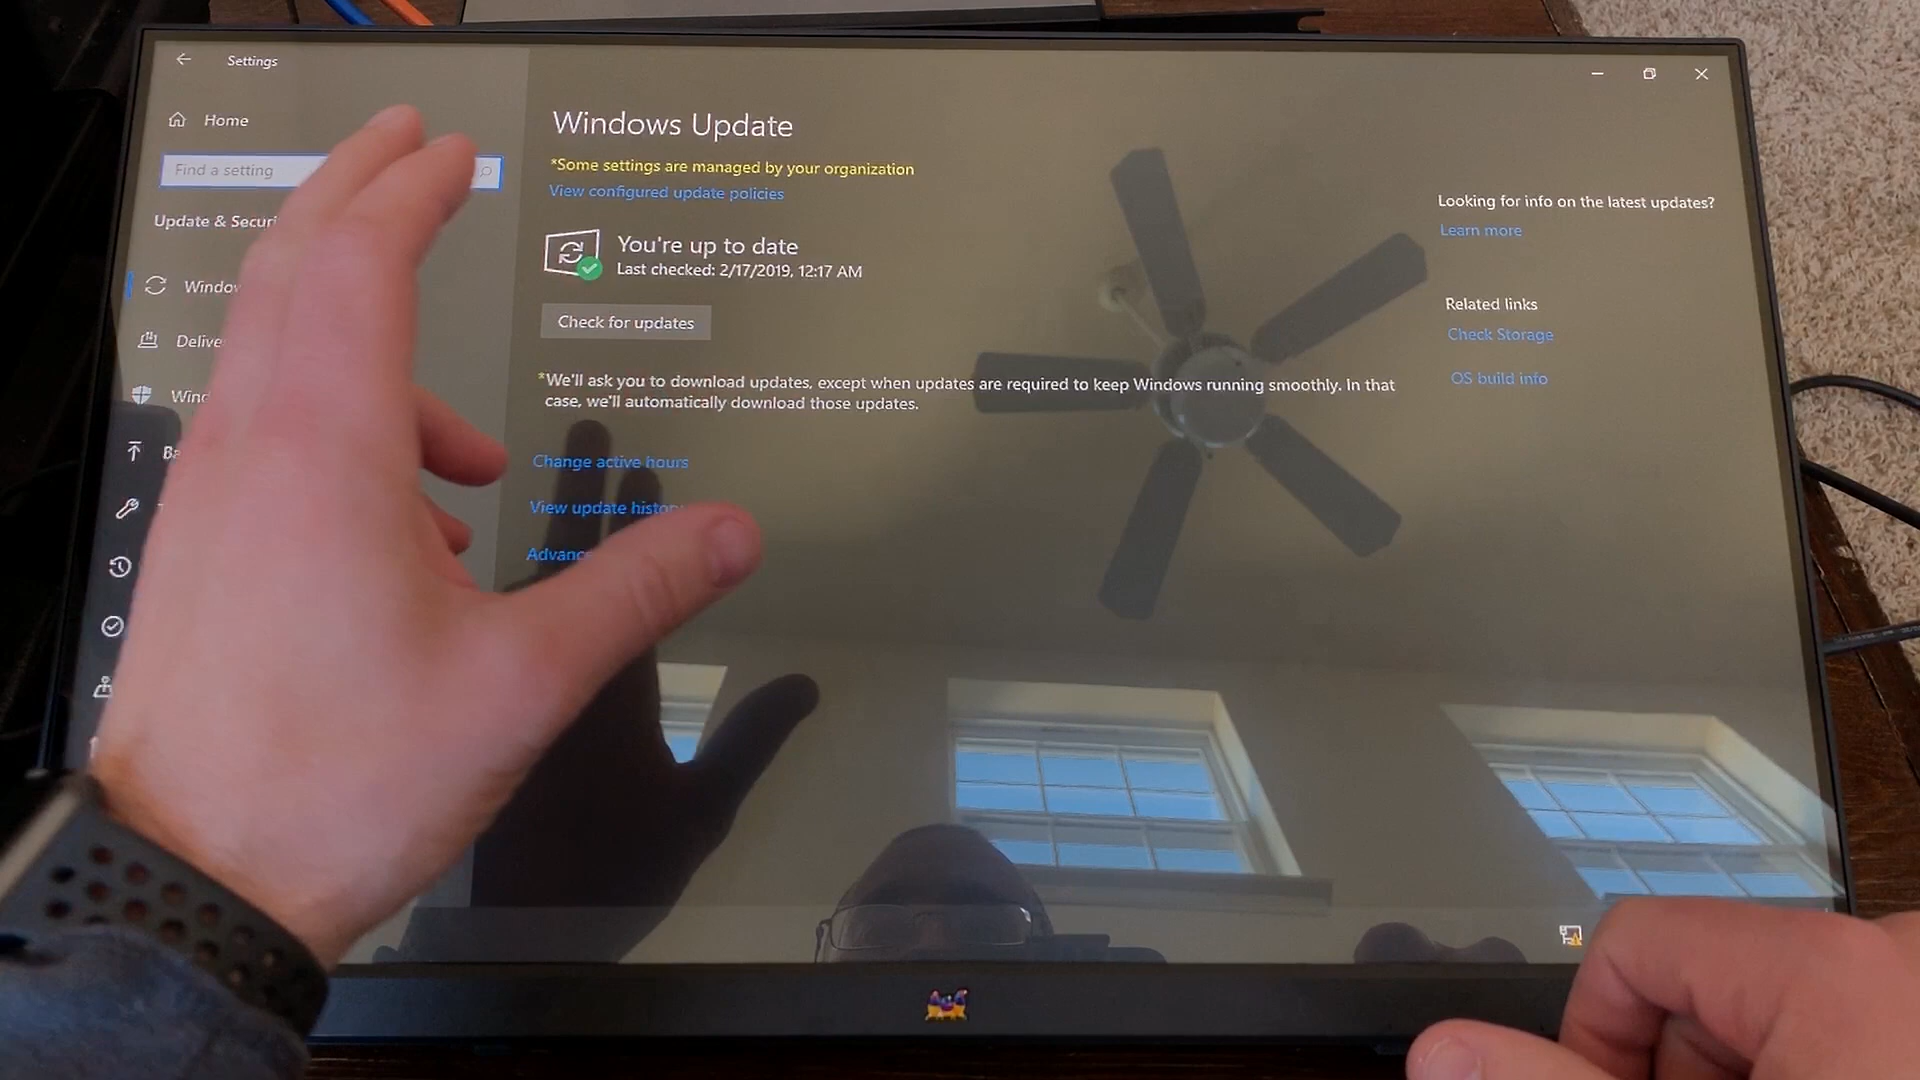 Settings
Home
Find a setting
Update & Securi
Windo
Delive
Wind
Ba
Windows Update
*Some settings are managed by your organization
View configured update policies
You're up to date
Last checked: 2/17/2019, 12:17 AM
Check for updates
*We'll ask you to download updates, except when updates are required to keep Windows running smoothly. In that
case, we'll automatically download those updates.
Change active hours
View update history
Advanc
Looking for info on the latest updates?
Learn more
Related links
Check Storage
OS build info